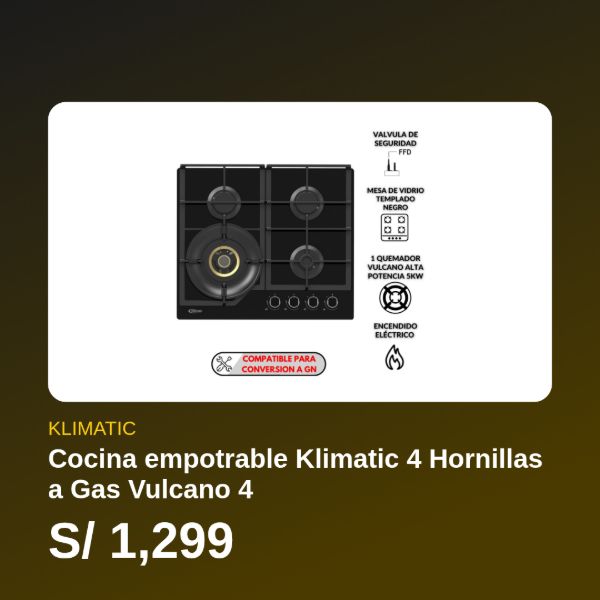 VALVULA DE
SEGURIDAD
FFD
MESA DE VIDRIO
TEMPLADO
NEGRO
1 QUEMADOR
VULCANO ALTA
POTENCIA 5KW
ENCENDIDO
ELÉCTRICO
COMPATIBLE PARA
CONVERSION A GN
KLIMATIC
Cocina empotrable Klimatic 4 Hornillas
a Gas Vulcano 4
S/ 1,299